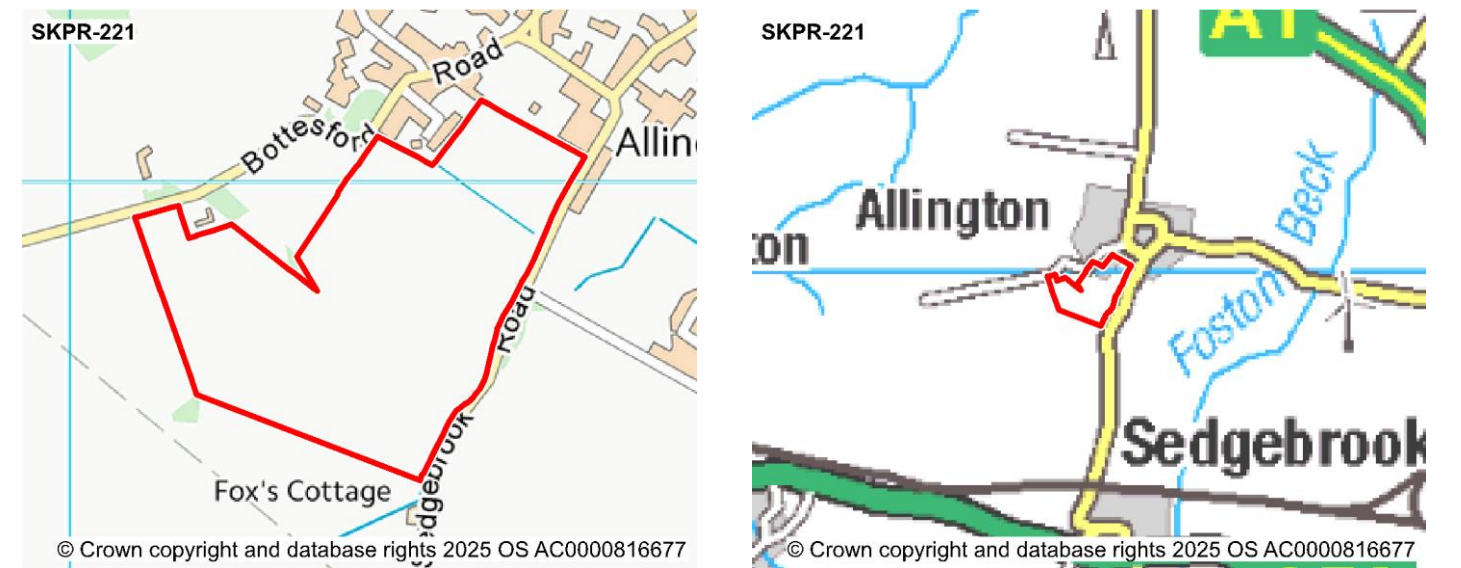 SKPR-221
Road
Bottesford
Allin
Road
Sedgebrook
Fox's Cottage
© Crown copyright and database rights 2025 OS AC0000816677
SKPR-221
A1
Allington
ton
Foston Beck
Sedgebrook
© Crown copyright and database rights 2025 OS AC0000816677